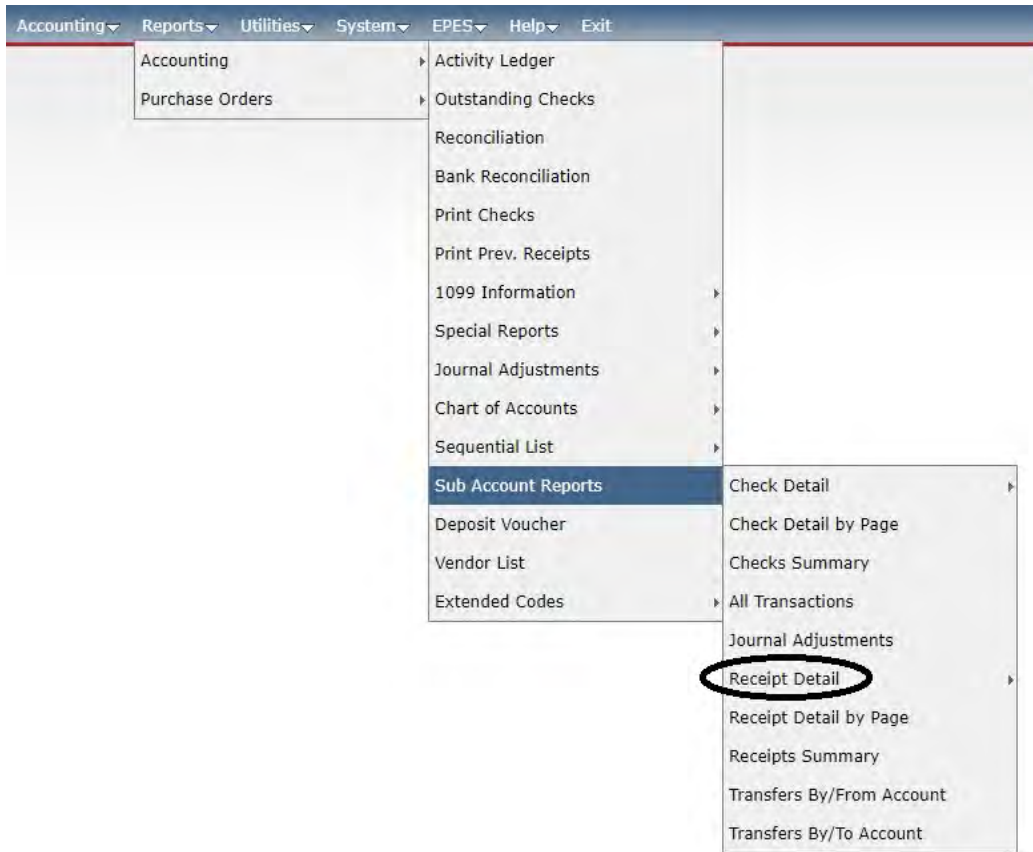 Accounting Reports Utilities System EPES Help Exit
Accounting
Purchase Orders
Activity Ledger
Outstanding Checks
Reconciliation
Bank Reconciliation
Print Checks
Print Prev. Receipts
1099 Information
Special Reports
Journal Adjustments
Chart of Accounts
Sequential List
Sub Account Reports
Deposit Voucher
Vendor List
Extended Codes
Check Detail
Check Detail by Page
Checks Summary
All Transactions
Journal Adjustments
Receipt Detail
Receipt Detail by Page
Receipts Summary
Transfers By/From Account
Transfers By/To Account